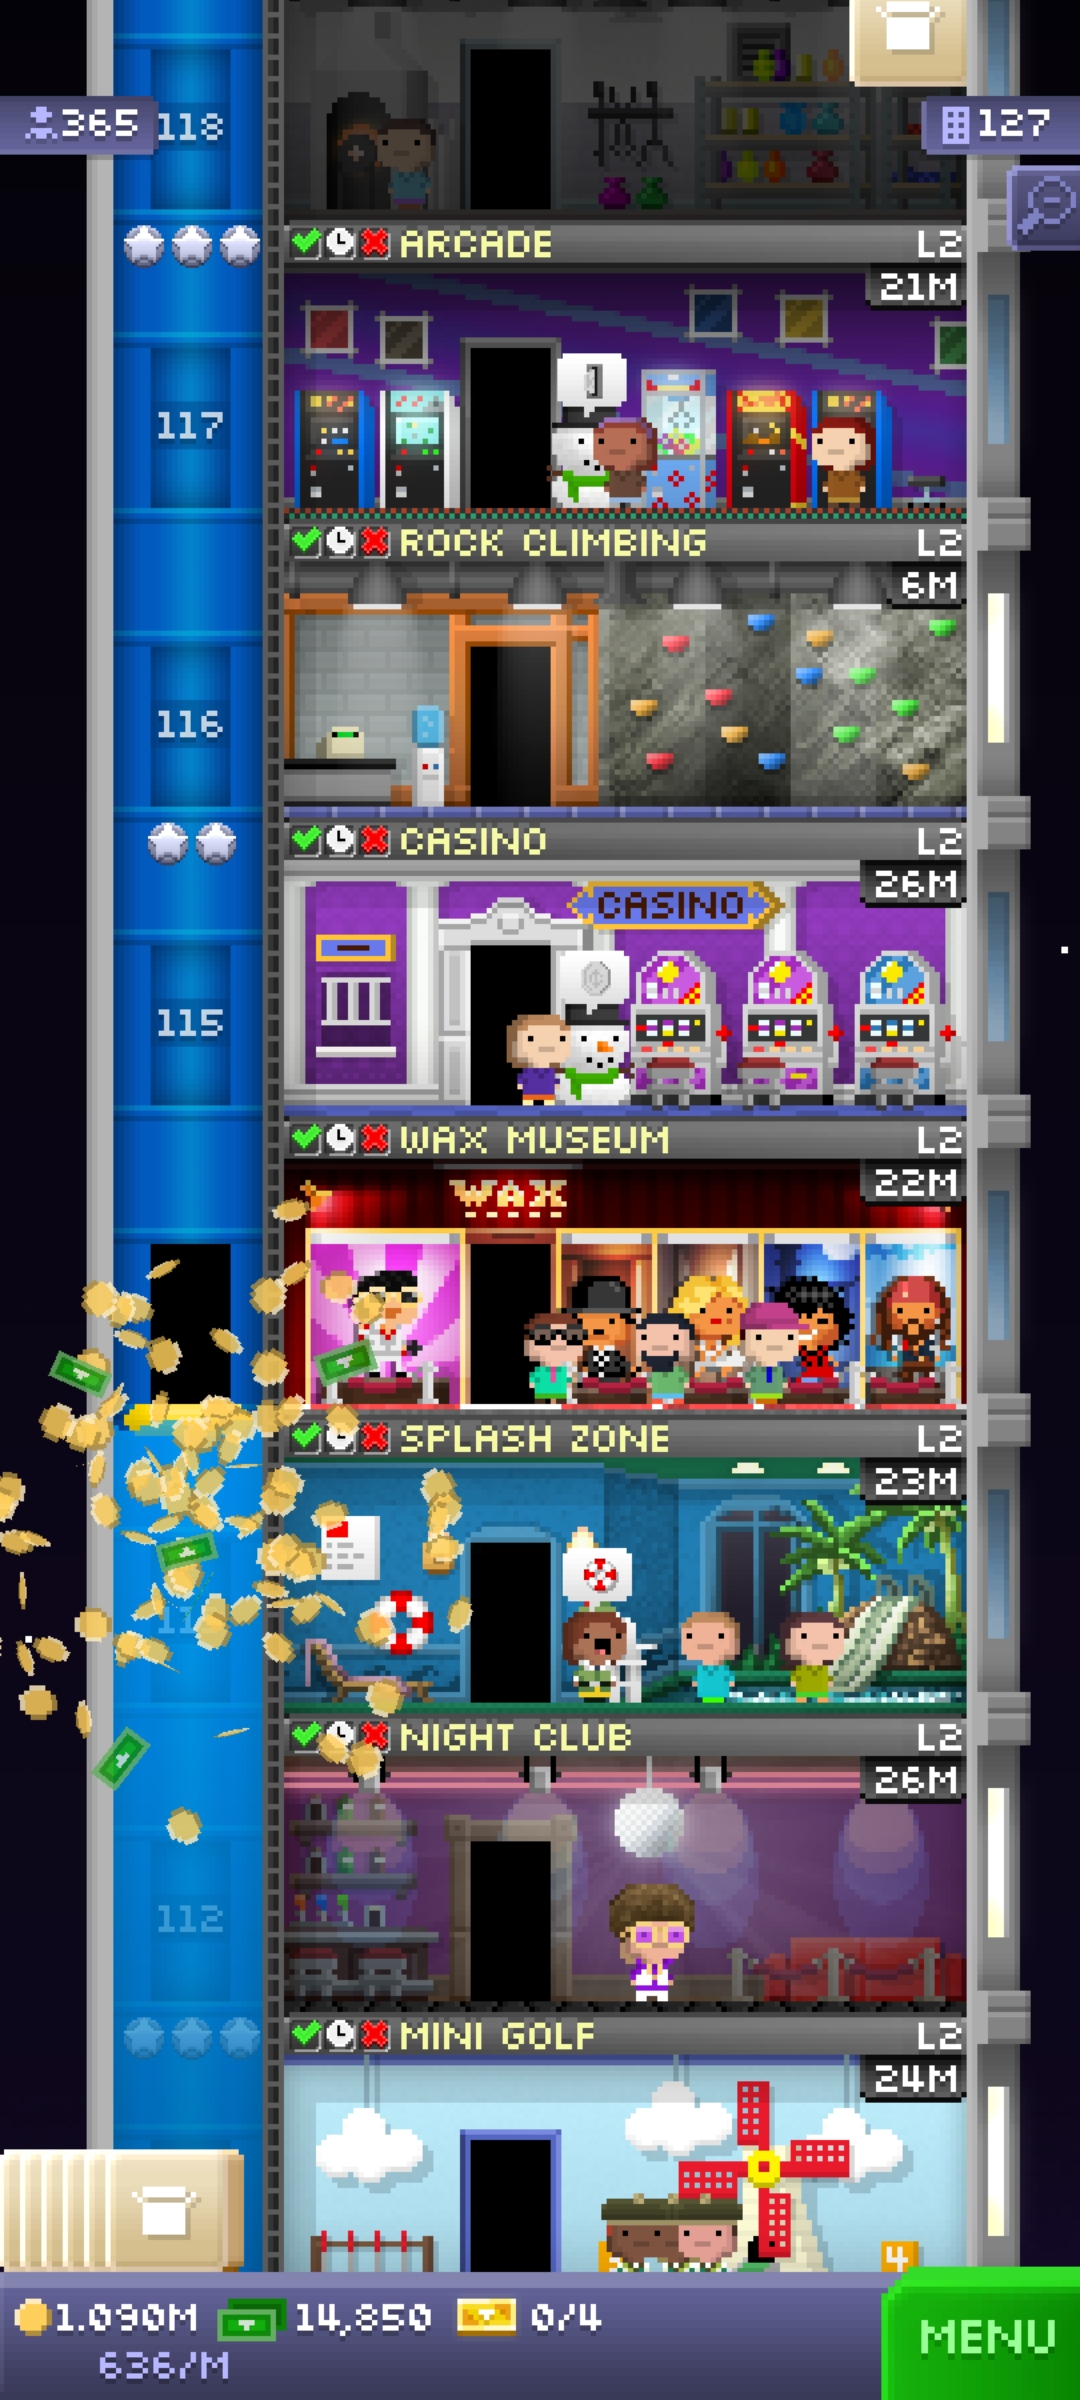 365
118
127
ARCADE L2
21M
117
ROCK CLIMBING L2
6M
116
CASINO L2
26M
CASINO
115
WAX MUSEUM L2
22M
WAX
SPLASH ZONE L2
23M
NIGHT CLUB L2
26M
112
MINI GOLF L2
24M
4
1.090M 14,850 0/4
636/M
MENU